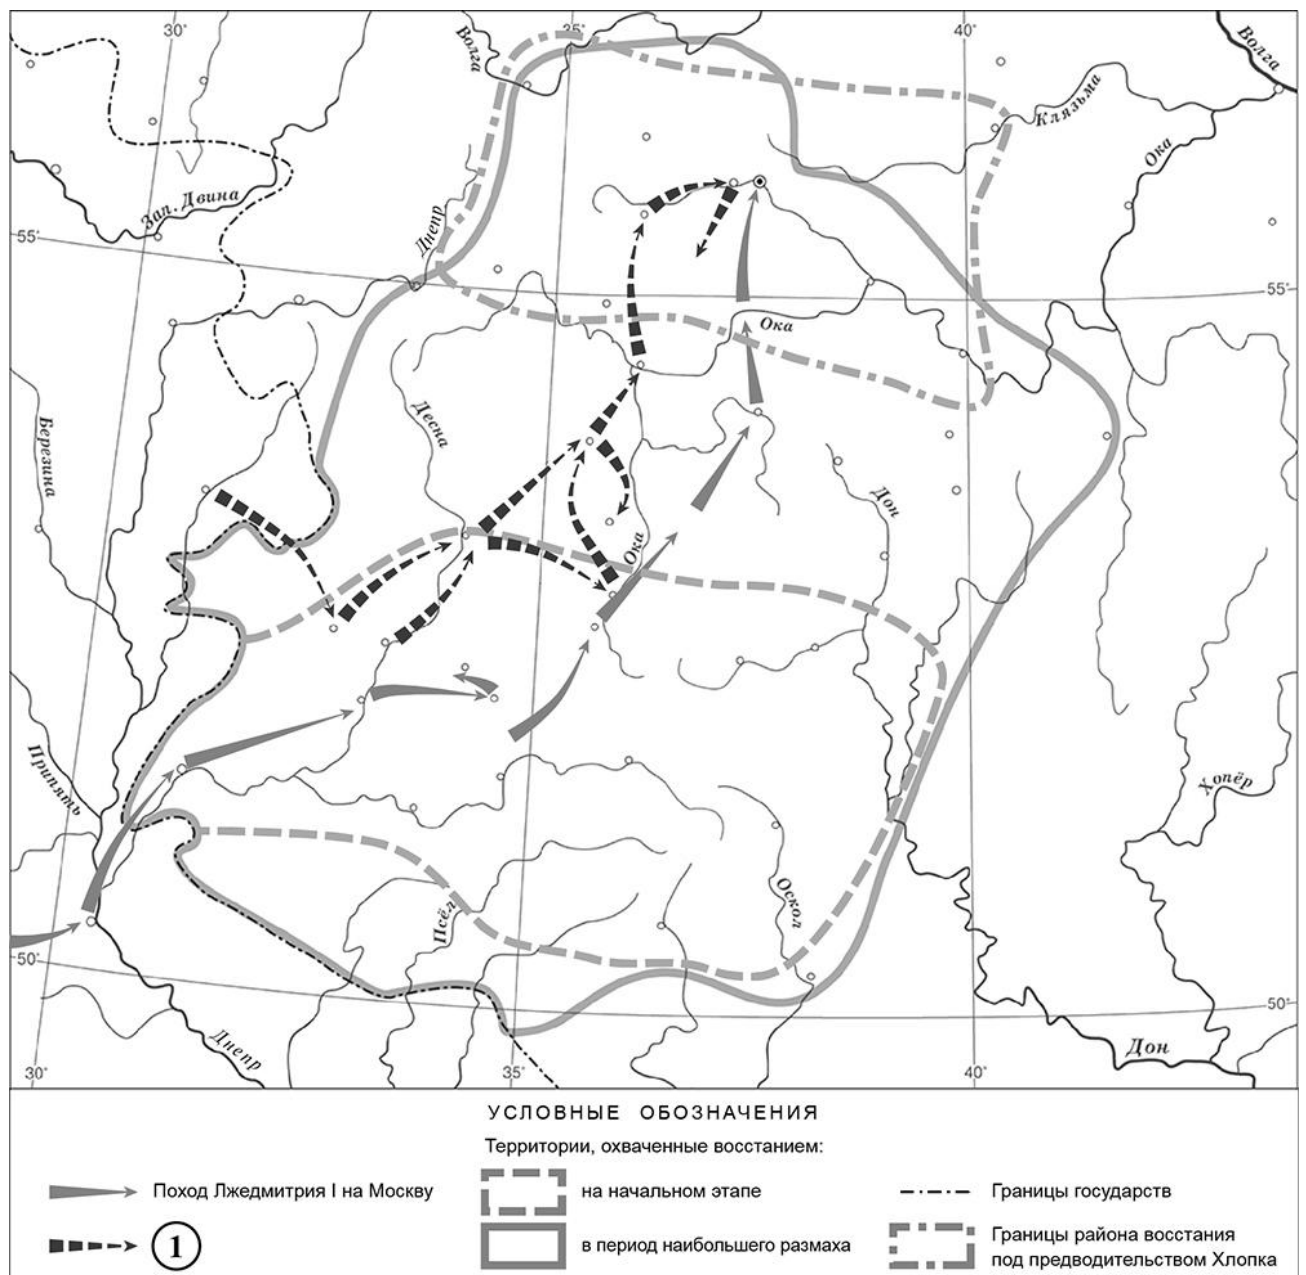 30°
35°
40°
Волга
Волга
Клязьма
Ока
Зап. Двина
Днепр
55°
55°
Ока
Березина
Десна
Дон
Ока
Припять
Хопёр
Оскол
Псёл
50°
50°
Днепр
Дон
30°
35°
40°
УСЛОВНЫЕ ОБОЗНАЧЕНИЯ
Территории, охваченные восстанием:
Поход Лжедмитрия I на Москву
на начальном этапе
Границы государств
1
в период наибольшего размаха
Границы района восстания
под предводительством Хлопка